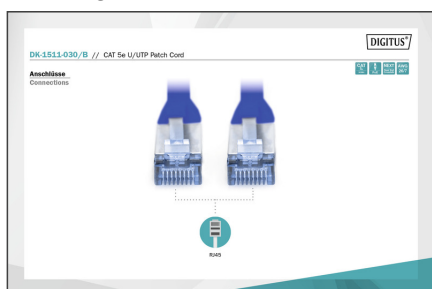 DIGITUS®
DK-1511-030/B // CAT 5e U/UTP Patch Cord
Anschlüsse
Connections
RJ45